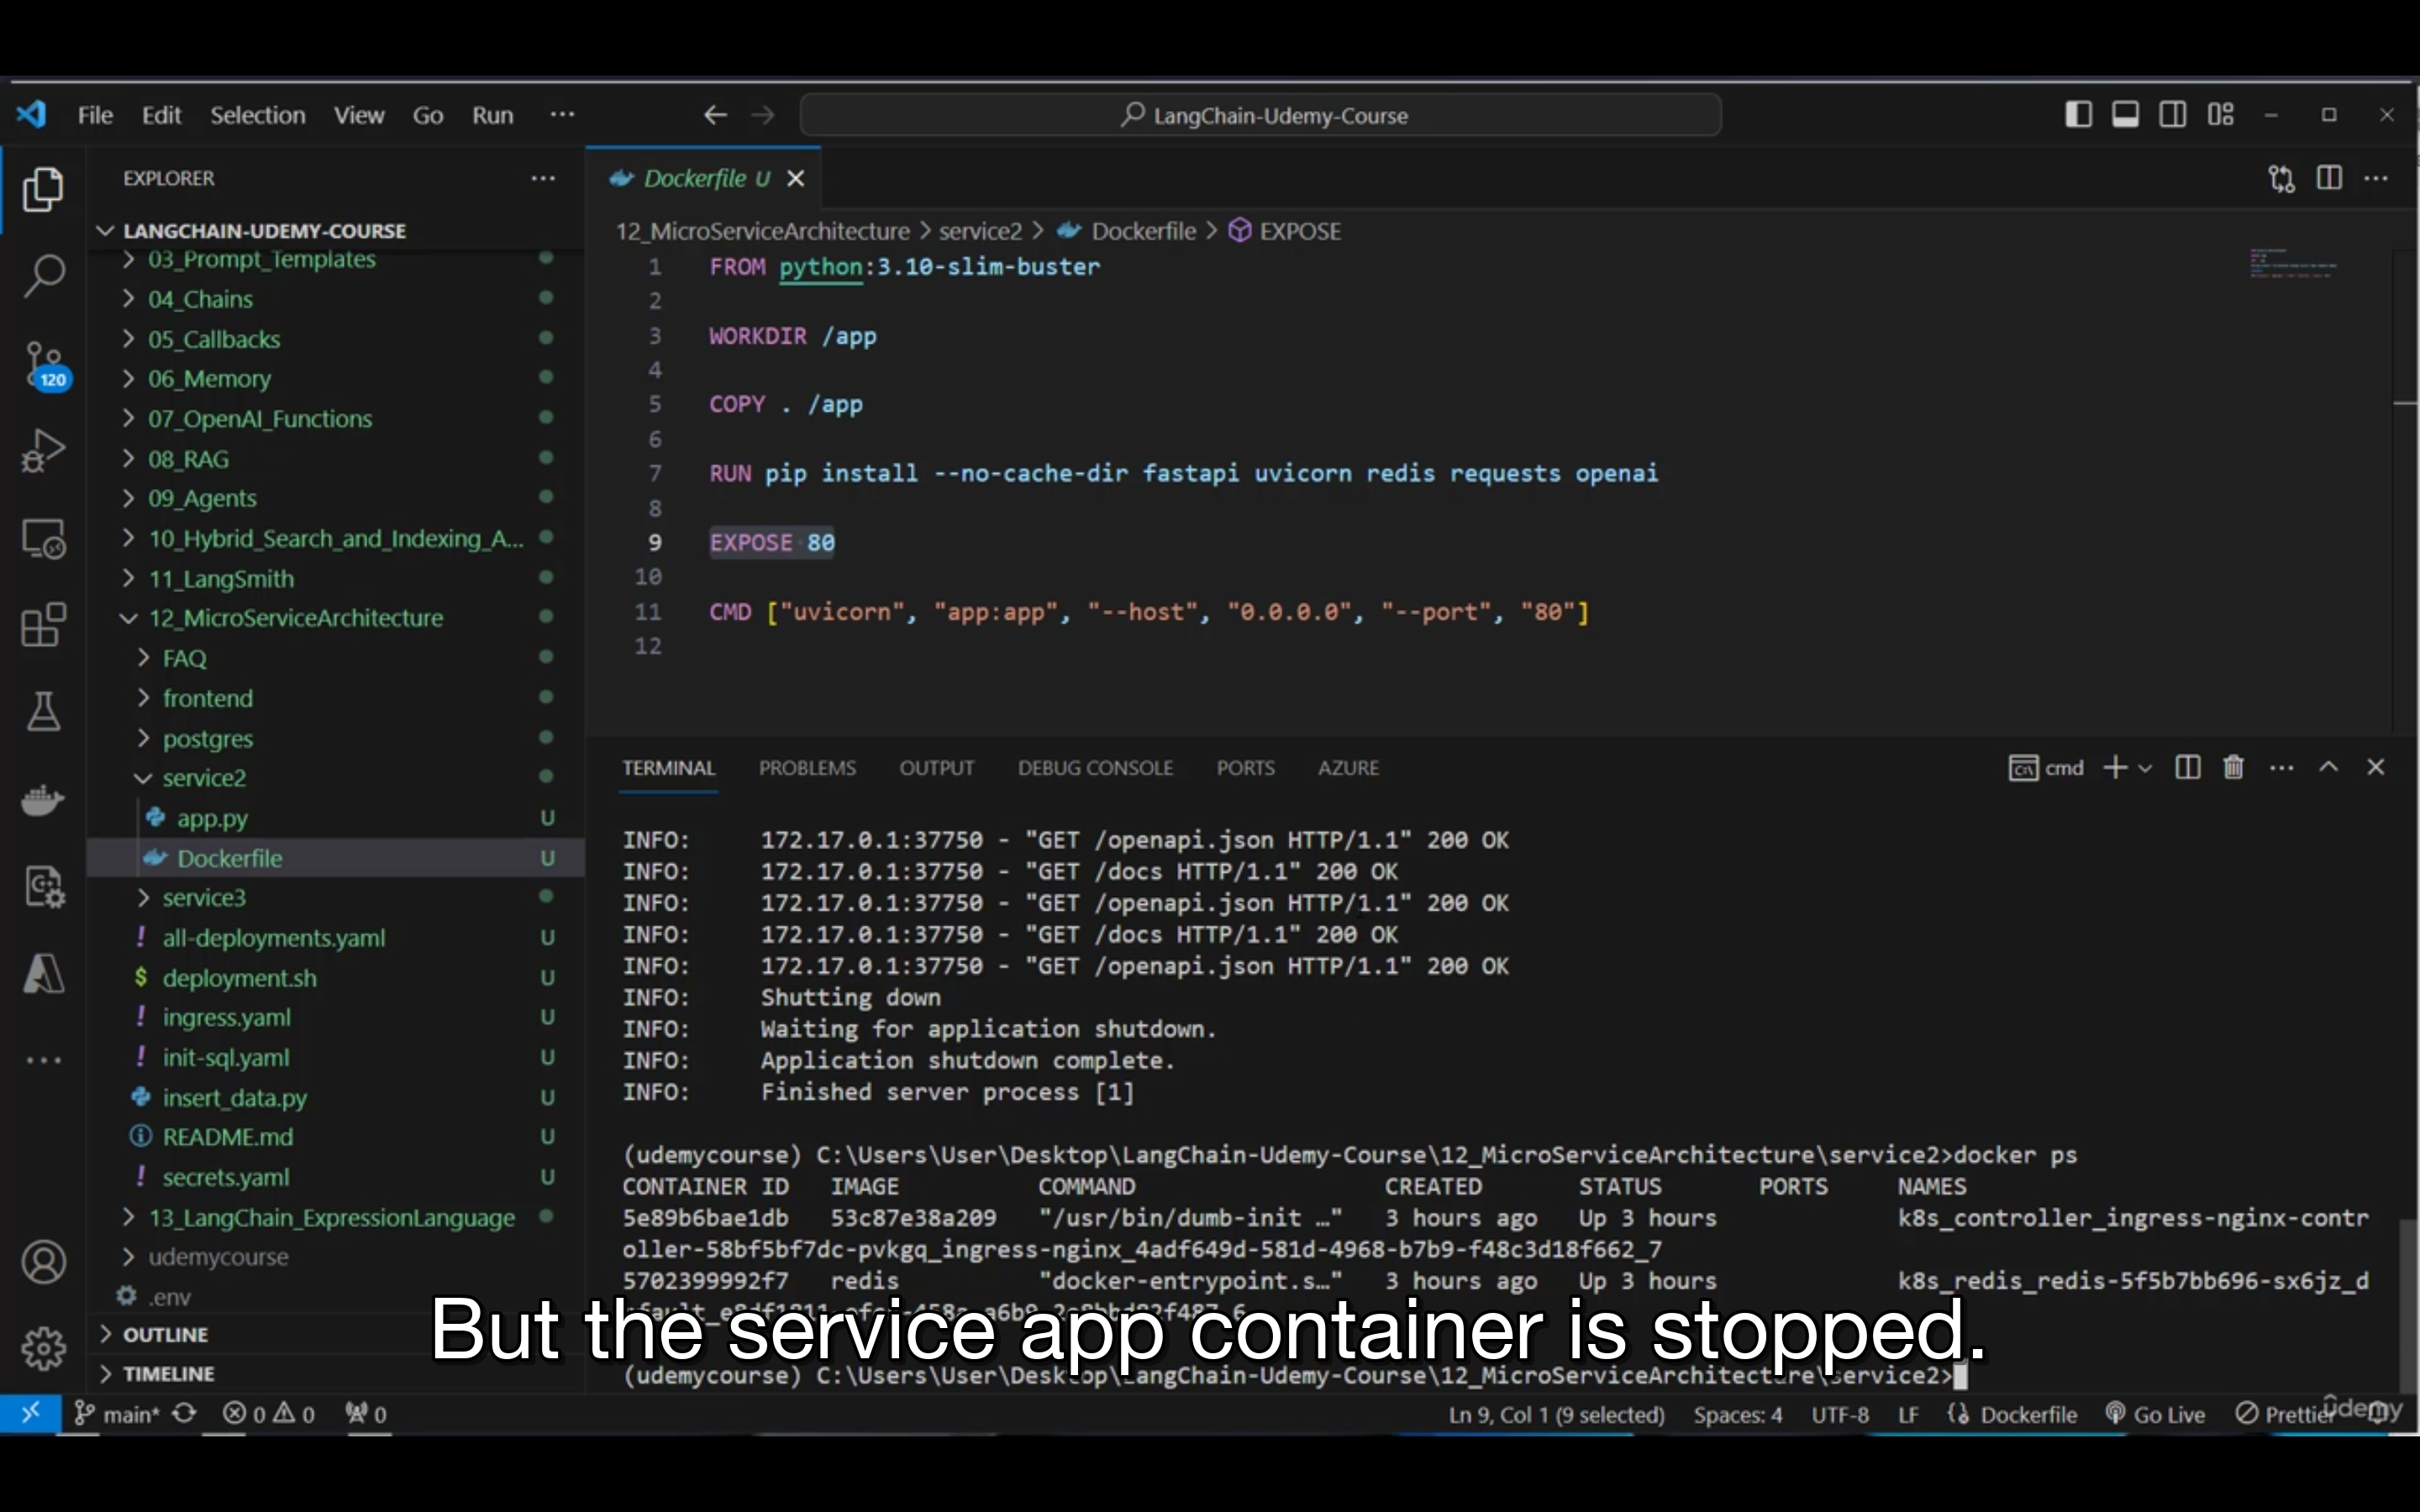 File Edit Selection View Go Run ··· LangChain-Udemy-Course
EXPLORER ···
LANGCHAIN-UDEMY-COURSE
03_Prompt_Templates
04_Chains
05_Callbacks
06_Memory
07_OpenAI_Functions
08_RAG
09_Agents
10_Hybrid_Search_and_Indexing_A...
11_LangSmith
12_MicroServiceArchitecture
FAQ
frontend
postgres
service2
app.py U
Dockerfile U
service3
all-deployments.yaml U
deployment.sh U
ingress.yaml U
init-sql.yaml U
insert_data.py U
README.md U
secrets.yaml U
13_LangChain_ExpressionLanguage
udemycourse
.env
OUTLINE
TIMELINE
120
Dockerfile U
12_MicroServiceArchitecture > service2 > Dockerfile > EXPOSE
1 FROM python:3.10-slim-buster
2
3 WORKDIR /app
4
5 COPY . /app
6
7 RUN pip install --no-cache-dir fastapi uvicorn redis requests openai
8
9 EXPOSE 80
10
11 CMD ["uvicorn", "app:app", "--host", "0.0.0.0", "--port", "80"]
12
TERMINAL PROBLEMS OUTPUT DEBUG CONSOLE PORTS AZURE cmd
INFO: 172.17.0.1:37750 - "GET /openapi.json HTTP/1.1" 200 OK
INFO: 172.17.0.1:37750 - "GET /docs HTTP/1.1" 200 OK
INFO: 172.17.0.1:37750 - "GET /openapi.json HTTP/1.1" 200 OK
INFO: 172.17.0.1:37750 - "GET /docs HTTP/1.1" 200 OK
INFO: 172.17.0.1:37750 - "GET /openapi.json HTTP/1.1" 200 OK
INFO: Shutting down
INFO: Waiting for application shutdown.
INFO: Application shutdown complete.
INFO: Finished server process [1]
(udemycourse) C:\Users\User\Desktop\LangChain-Udemy-Course\12_MicroServiceArchitecture\service2>docker ps
CONTAINER ID IMAGE COMMAND CREATED STATUS PORTS NAMES
5e89b6bae1db 53c87e38a209 "/usr/bin/dumb-init …" 3 hours ago Up 3 hours k8s_controller_ingress-nginx-contr
oller-58bf5bf7dc-pvkgq_ingress-nginx_4adf649d-581d-4968-b7b9-f48c3d18f662_7
5702399992f7 redis "docker-entrypoint.s…" 3 hours ago Up 3 hours k8s_redis_redis-5f5b7bb696-sx6jz_d
But the service app container is stopped.
(udemycourse) C:\Users\User\Desktop\LangChain-Udemy-Course\12_MicroServiceArchitecture\service2>
main* 0 0 0 Ln 9, Col 1 (9 selected) Spaces: 4 UTF-8 LF Dockerfile Go Live Prettier
udemy